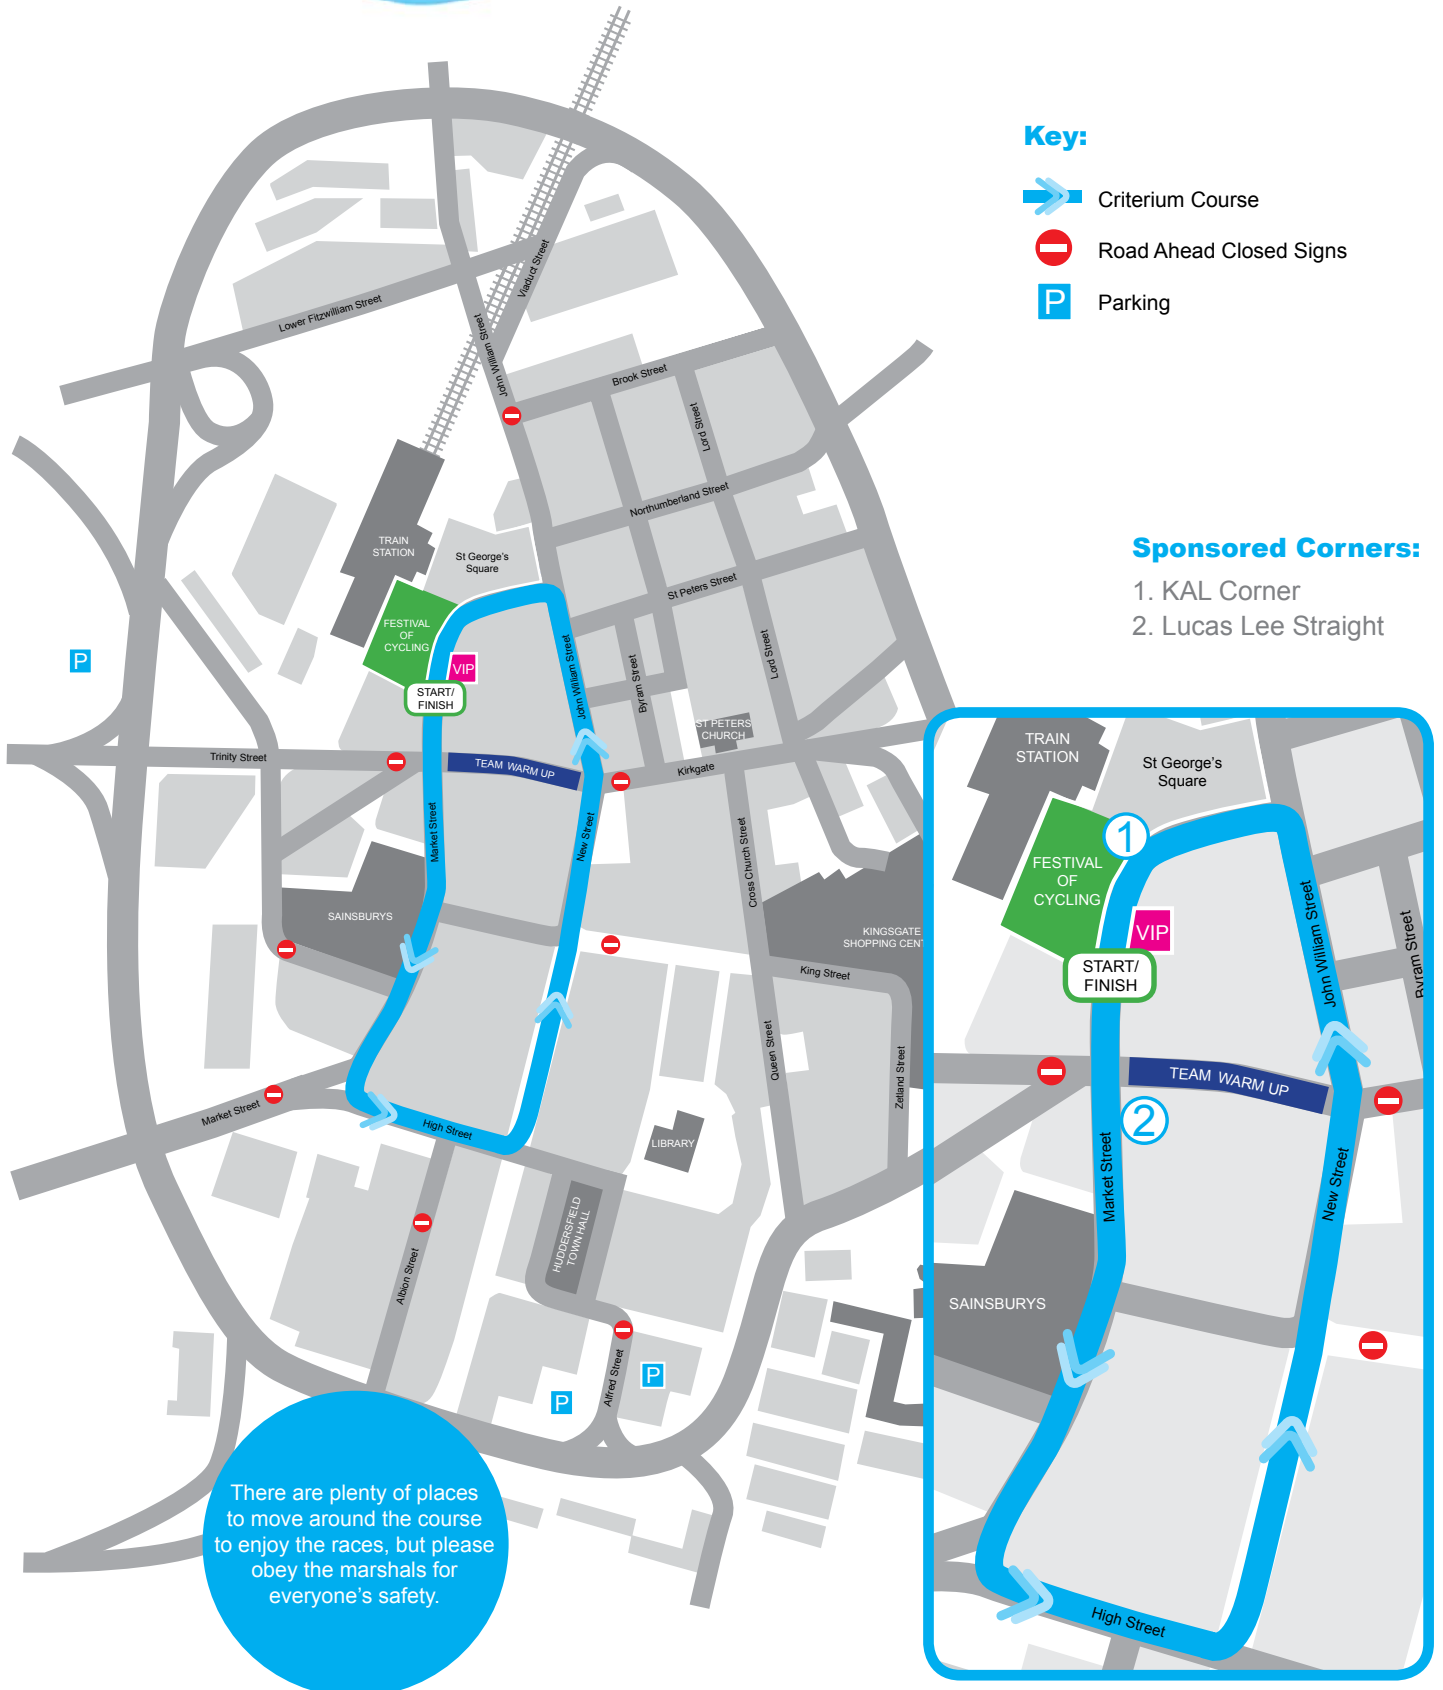 Key:
Criterium Course
Road Ahead Closed Signs
P
Parking
Sponsored Corners:
1. KAL Corner
2. Lucas Lee Straight
Viaduct Street
Lower Fitzwilliam Street
John William Street
Brook Street
Lord Street
Northumberland Street
TRAIN
STATION
St George's
Square
St Peters Street
FESTIVAL
OF
CYCLING
VIP
START/
FINISH
John William Street
Byram Street
Lord Street
P
ST PETERS
CHURCH
Trinity Street
TEAM WARM UP
Kirkgate
Market Street
New Street
Cross Church Street
SAINSBURYS
KINGSGATE
SHOPPING CENT
King Street
Queen Street
Zetland Street
Market Street
High Street
LIBRARY
HUDDERSFIELD
TOWN HALL
Albion Street
Alfred Street
P
P
There are plenty of places
to move around the course
to enjoy the races, but please
obey the marshals for
everyone's safety.
TRAIN
STATION
St George's
Square
1
FESTIVAL
OF
CYCLING
VIP
START/
FINISH
John William Street
Byram Street
TEAM WARM UP
2
Market Street
New Street
SAINSBURYS
High Street